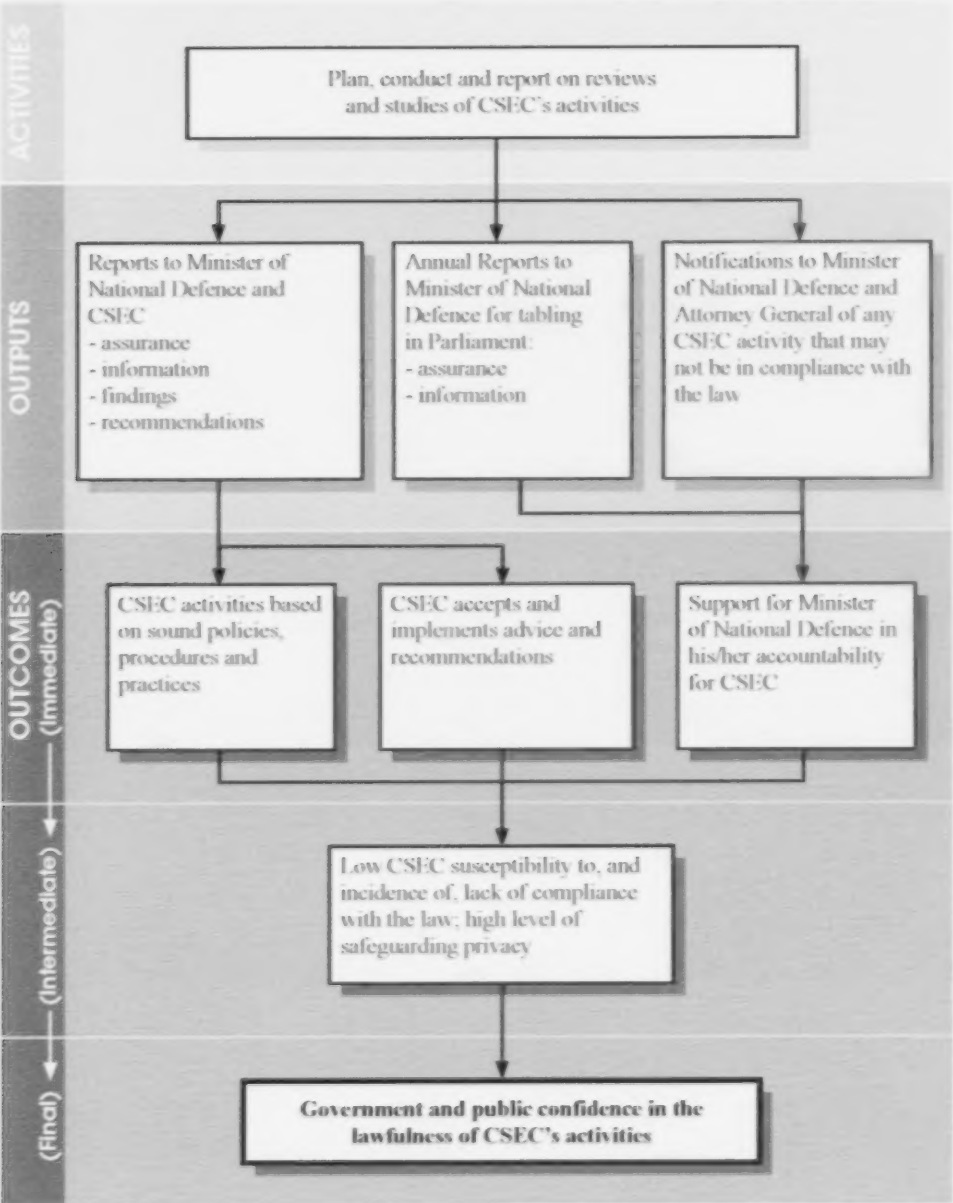 ACTIVITIES
Plan, conduct and report on reviews
and studies of CSEC's activities
OUTPUTS
Reports to Minister of
National Defence and
CSEC
- assurance
- information
- findings
- recommendations
Annual Reports to
Minister of National
Defence for tabling
in Parliament:
- assurance
- information
Notifications to Minister
of National Defence and
Attorney General of any
CSEC activity that may
not be in compliance with
the law
OUTCOMES
(Immediate)
CSEC activities based
on sound policies,
procedures and
practices
CSEC accepts and
implements advice and
recommendations
Support for Minister
of National Defence in
his/her accountability
for CSEC
(Intermediate)
Low CSEC susceptibility to, and
incidence of, lack of compliance
with the law; high level of
safeguarding privacy
(Final)
Government and public confidence in the
lawfulness of CSEC's activities